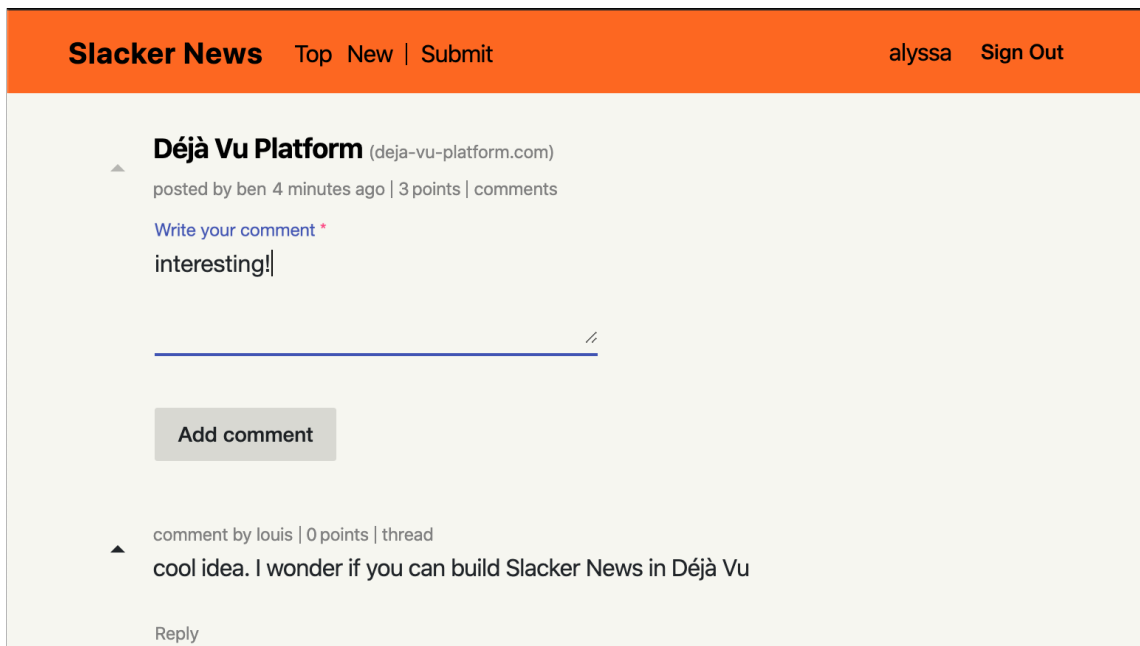 Slacker News Top New | Submit alyssa Sign Out
Déjà Vu Platform (deja-vu-platform.com)
posted by ben 4 minutes ago | 3 points | comments
Write your comment *
interesting!
Add comment
comment by louis | 0 points | thread
cool idea. I wonder if you can build Slacker News in Déjà Vu
Reply